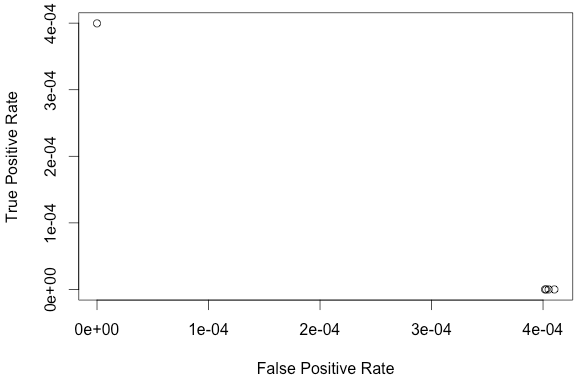 True Positive Rate
4e-04
3e-04
2e-04
1e-04
0e+00
0e+00 1e-04 2e-04 3e-04 4e-04
False Positive Rate